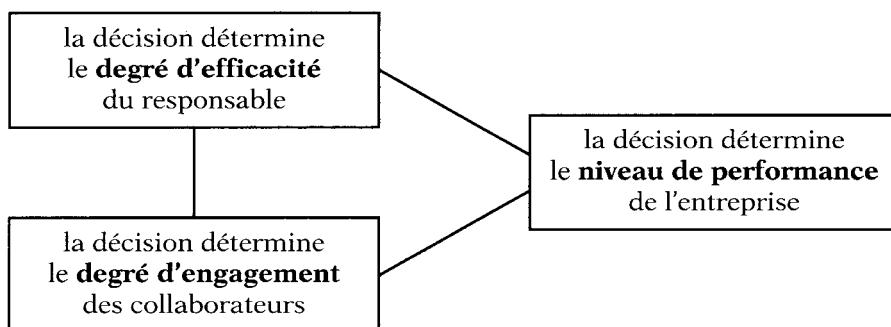 la décision détermine
le degré d'efficacité
du responsable
la décision détermine
le niveau de performance
de l'entreprise
la décision détermine
le degré d'engagement
des collaborateurs